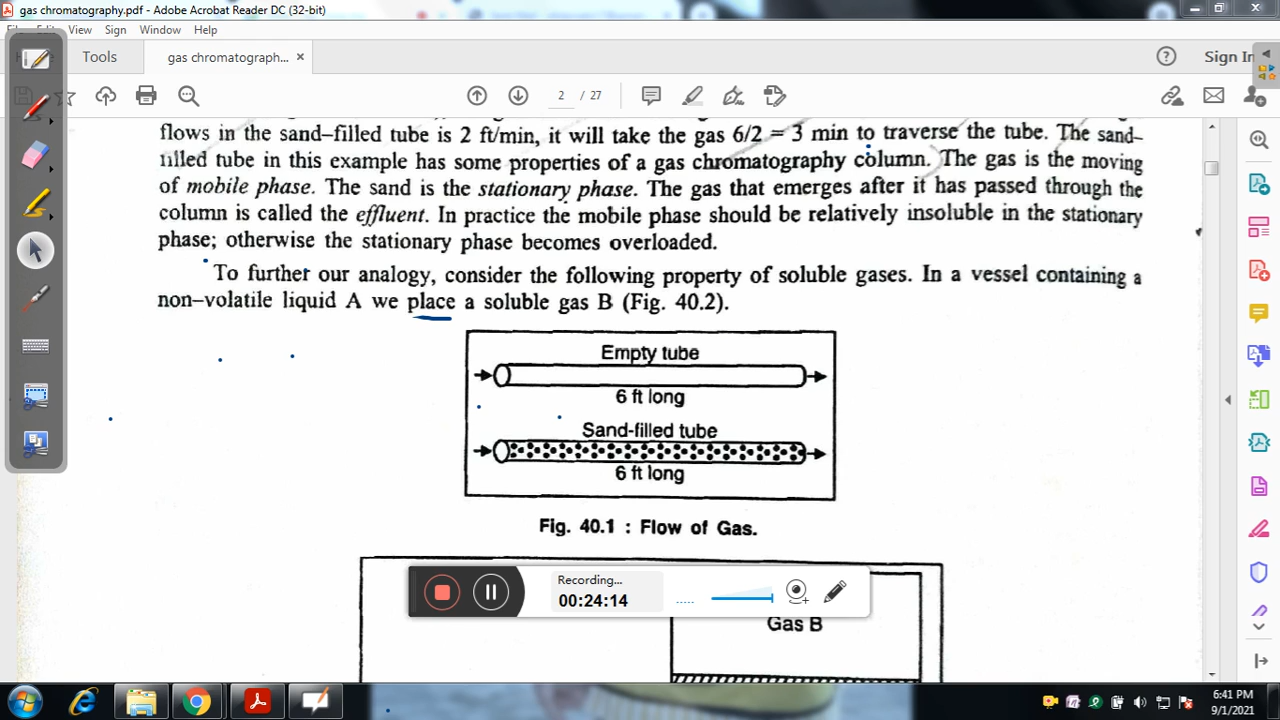 gas chromatography.pdf - Adobe Acrobat Reader DC (32-bit)
View Sign Window Help
Tools
gas chromatograph... ×
Sign In
2 / 27
flows in the sand–filled tube is 2 ft/min, it will take the gas 6/2 = 3 min to traverse the tube. The sand–
filled tube in this example has some properties of a gas chromatography column. The gas is the moving
of mobile phase. The sand is the stationary phase. The gas that emerges after it has passed through the
column is called the effluent. In practice the mobile phase should be relatively insoluble in the stationary
phase; otherwise the stationary phase becomes overloaded.
To further our analogy, consider the following property of soluble gases. In a vessel containing a
non–volatile liquid A we place a soluble gas B (Fig. 40.2).
Empty tube
6 ft long
Sand-filled tube
6 ft long
Fig. 40.1 : Flow of Gas.
Recording...
00:24:14
Gas B
6:41 PM
9/1/2021